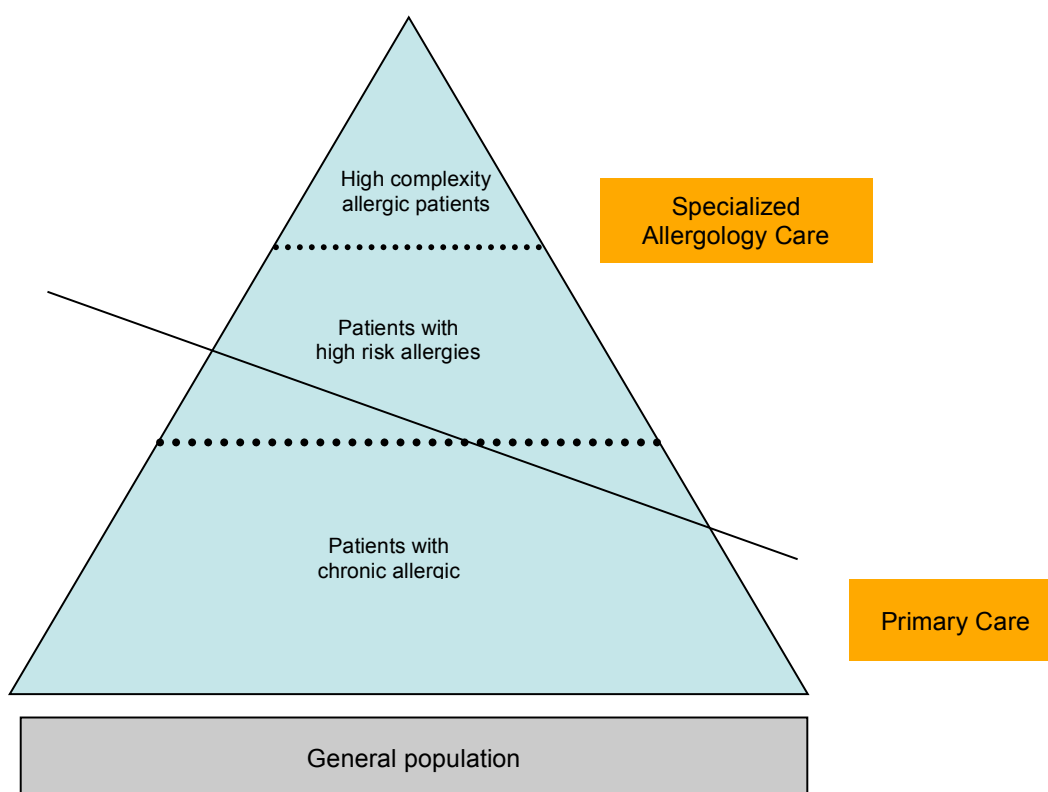 High complexity
allergic patients
Specialized
Allergology Care
Patients with
high risk allergies
Patients with
chronic allergic
Primary Care
General population